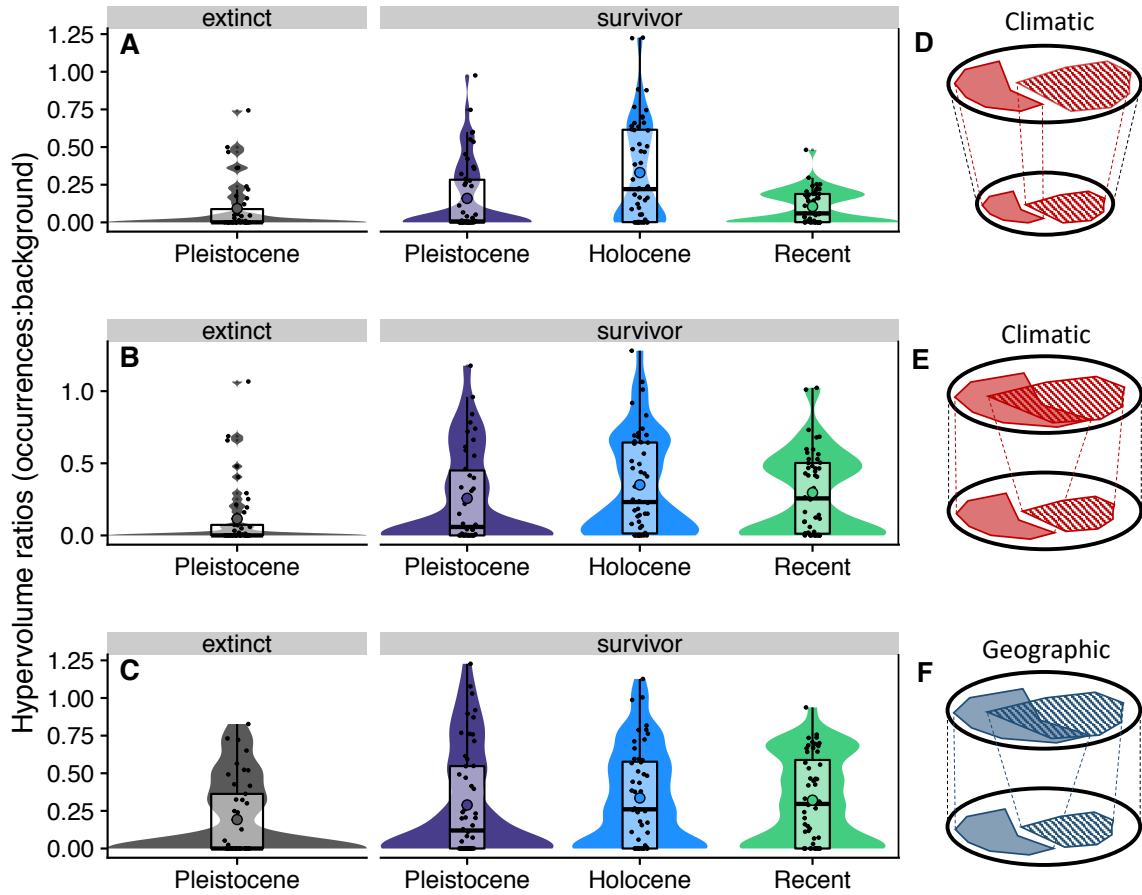 Hypervolume ratios (occurrences:background)
extinct survivor
A
1.25
1.00
0.75
0.50
0.25
0.00
Pleistocene Pleistocene Holocene Recent
D Climatic
extinct survivor
B
1.0
0.5
0.0
Pleistocene Pleistocene Holocene Recent
E Climatic
extinct survivor
C
1.25
1.00
0.75
0.50
0.25
0.00
Pleistocene Pleistocene Holocene Recent
F Geographic